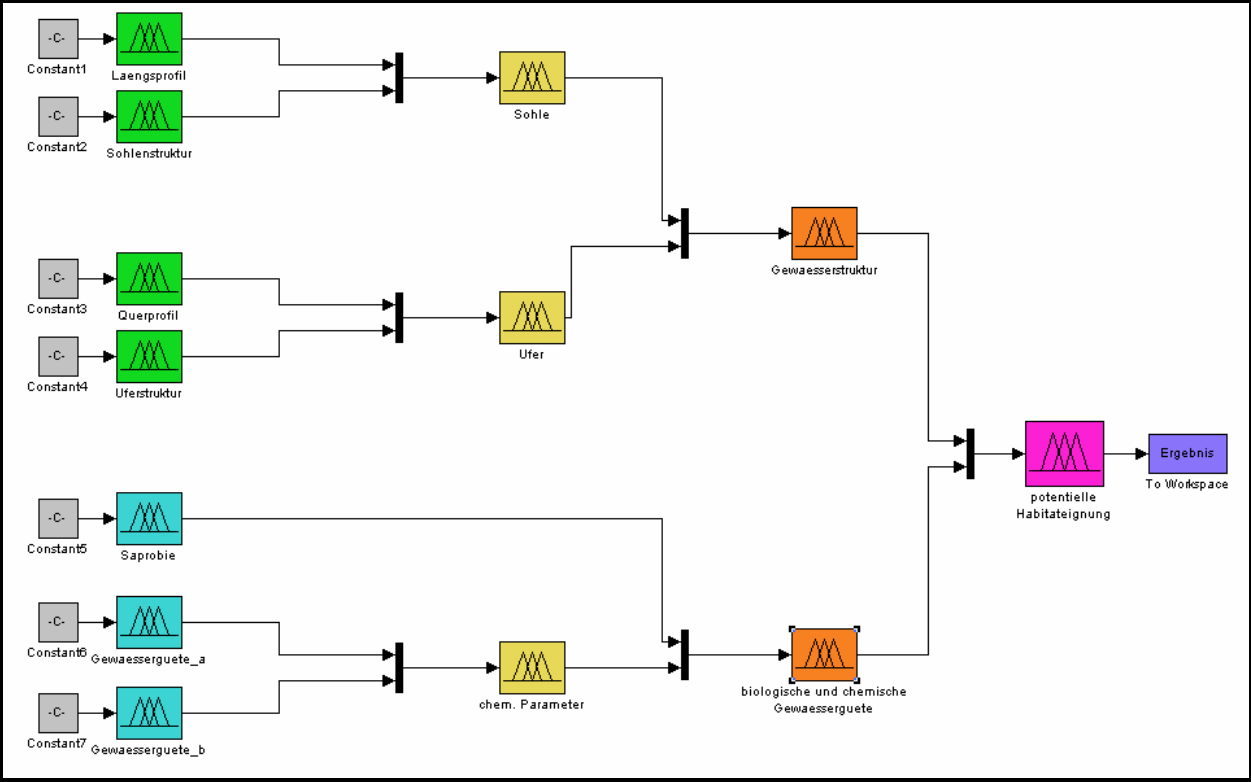 -C-
Constant1
Laengsprofil
-C-
Constant2
Sohlenstruktur
Sohle
-C-
Constant3
Querprofil
-C-
Constant4
Uferstruktur
Ufer
Gewaesserstruktur
-C-
Constant5
Saprobie
-C-
Constant6
Gewaesserguete_a
-C-
Constant7
Gewaesserguete_b
chem. Parameter
biologische und chemische
Gewaesserguete
potentielle
Habitateignung
Ergebnis
To Workspace